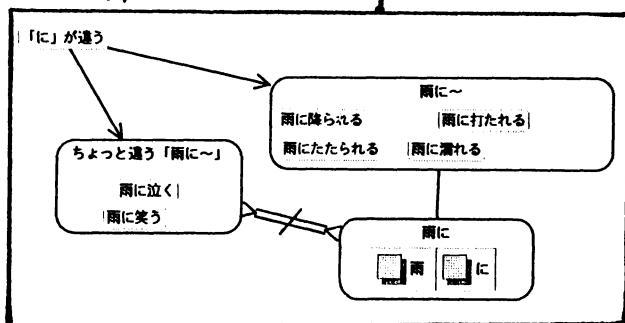 「に」が違う
雨に～
雨に降られる 雨に打たれる
雨にたたられる 雨に濡れる
ちょっと違う「雨に～」
雨に泣く
雨に笑う
雨に
雨 に